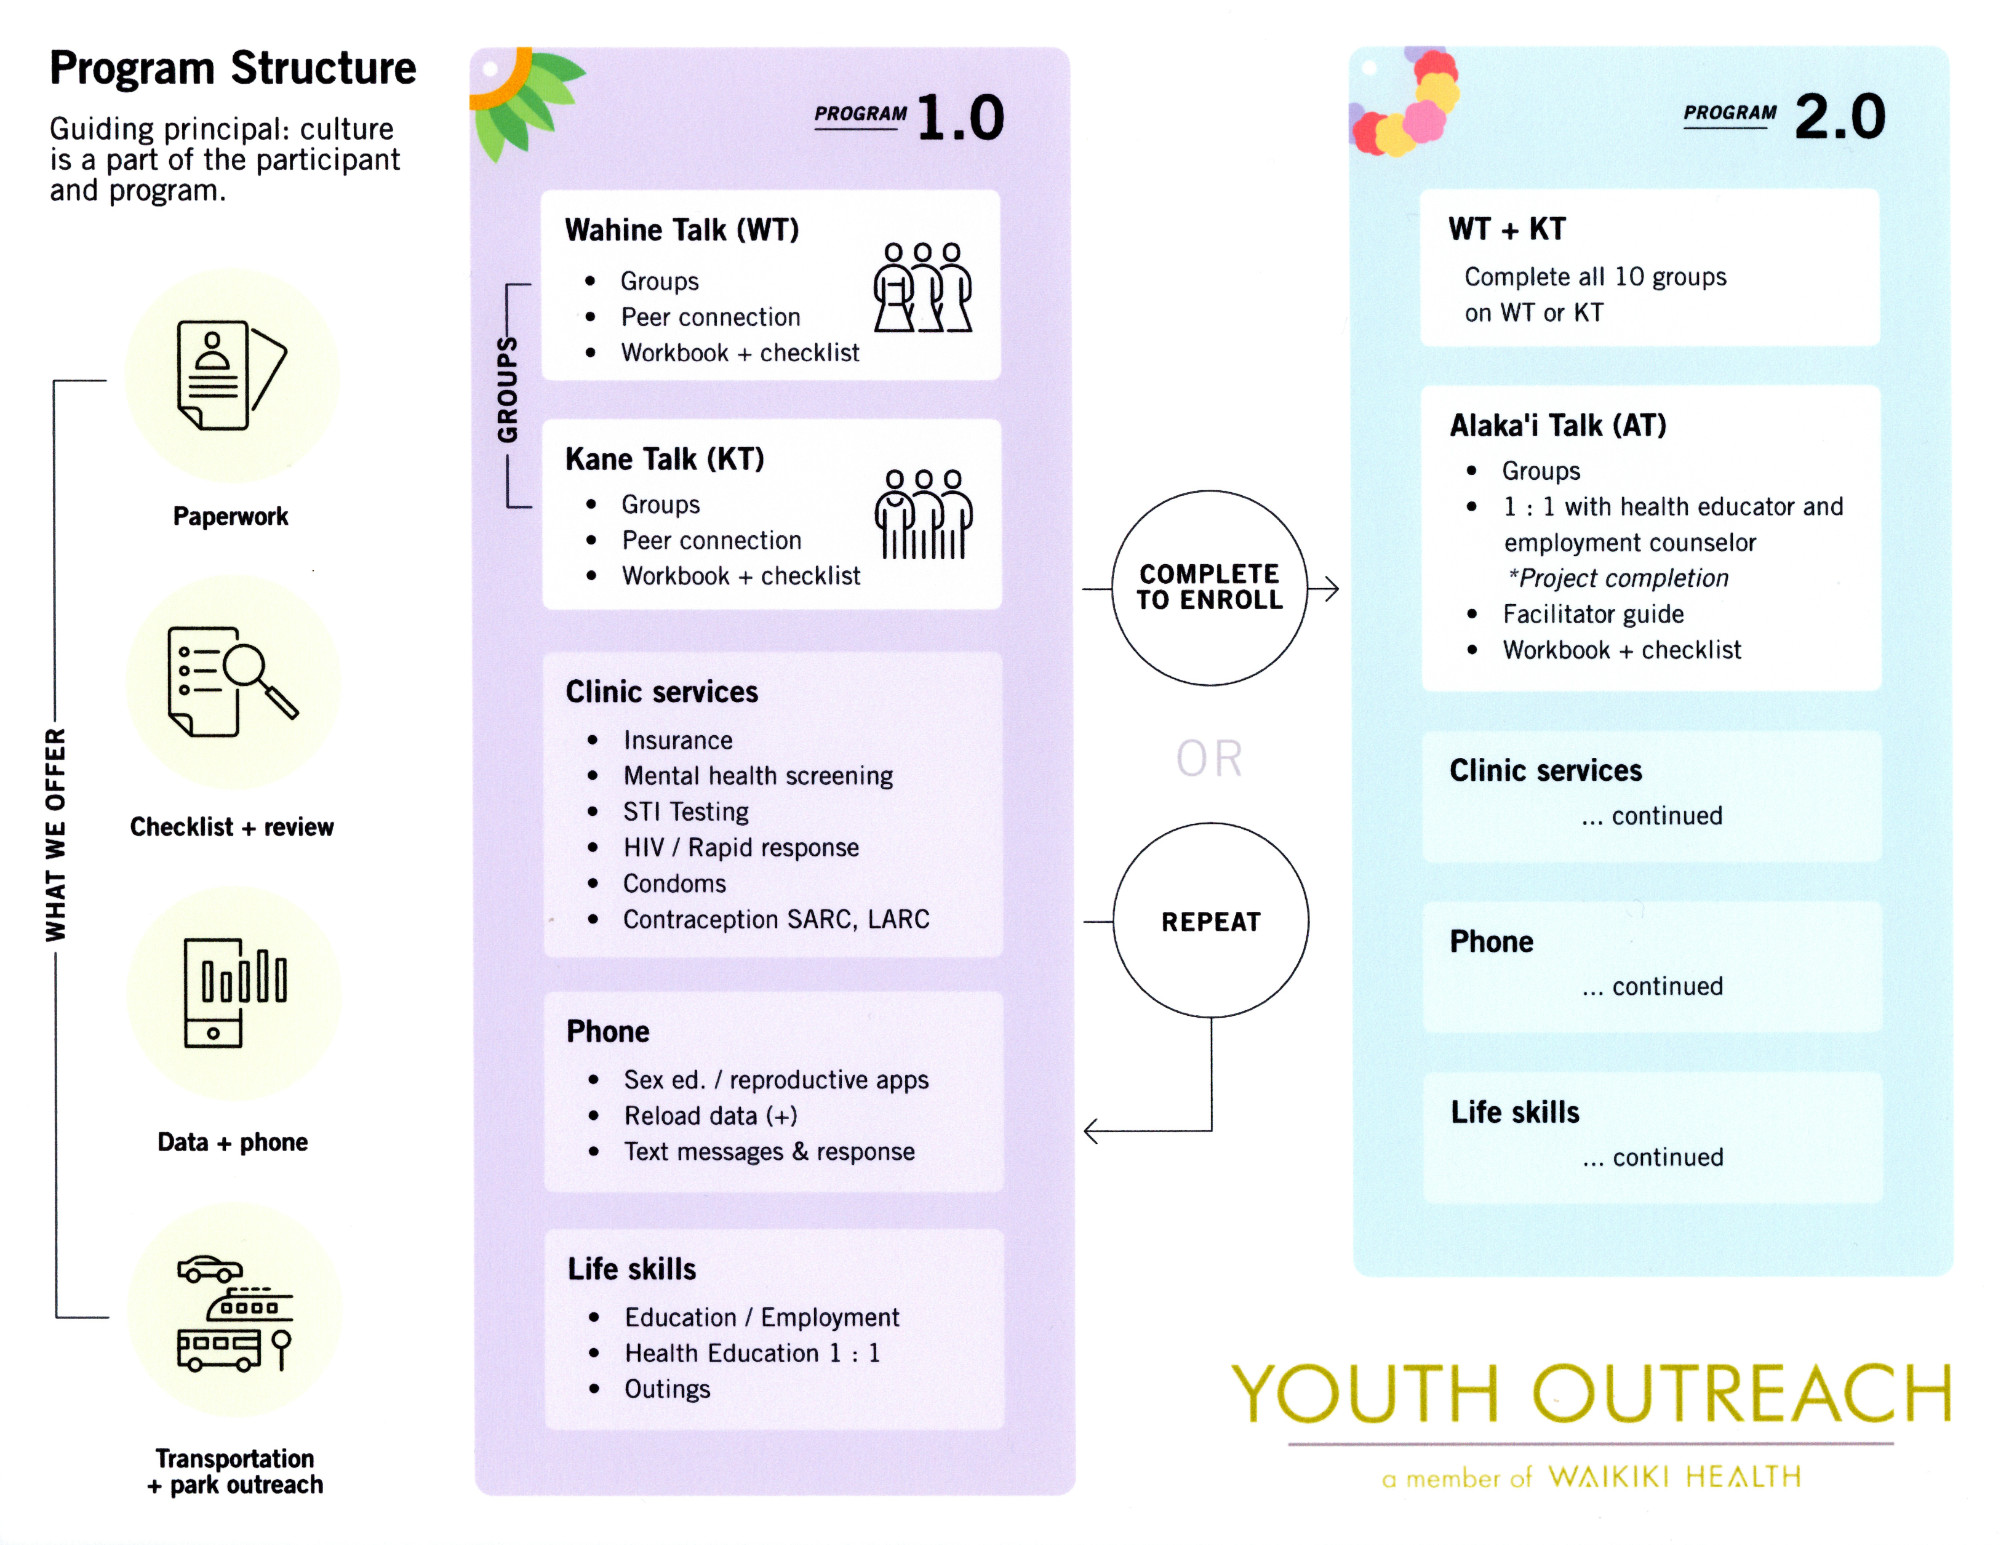 Program Structure
Guiding principal: culture
is a part of the participant
and program.
WHAT WE OFFER
Paperwork
Checklist + review
Data + phone
Transportation
+ park outreach
PROGRAM 1.0
GROUPS
Wahine Talk (WT)
• Groups
• Peer connection
• Workbook + checklist
Kane Talk (KT)
• Groups
• Peer connection
• Workbook + checklist
Clinic services
• Insurance
• Mental health screening
• STI Testing
• HIV / Rapid response
• Condoms
• Contraception SARC, LARC
Phone
• Sex ed. / reproductive apps
• Reload data (+)
• Text messages & response
Life skills
• Education / Employment
• Health Education 1 : 1
• Outings
COMPLETE
TO ENROLL
OR
REPEAT
PROGRAM 2.0
WT + KT
Complete all 10 groups
on WT or KT
Alaka'i Talk (AT)
• Groups
• 1 : 1 with health educator and
employment counselor
*Project completion
• Facilitator guide
• Workbook + checklist
Clinic services
... continued
Phone
... continued
Life skills
... continued
YOUTH OUTREACH
a member of WAIKIKI HEALTH